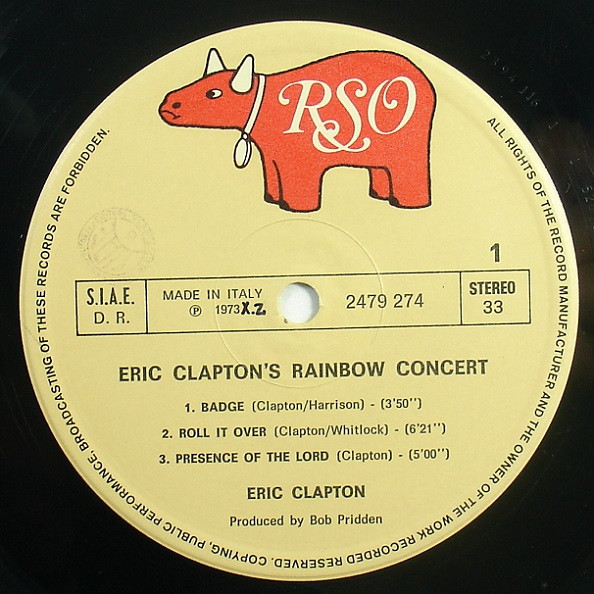 RSO
1
S.I.A.E.
D. R.
MADE IN ITALY
Ⓟ 1973 X.Z
2479 274
STEREO
33
ERIC CLAPTON'S RAINBOW CONCERT
1. BADGE (Clapton/Harrison) - (3'50'')
2. ROLL IT OVER (Clapton/Whitlock) - (6'21'')
3. PRESENCE OF THE LORD (Clapton) - (5'00'')
ERIC CLAPTON
Produced by Bob Pridden
ALL RIGHTS OF THE RECORD MANUFACTURER AND THE OWNER OF THE WORK RECORDED RESERVED. COPYING, PUBLIC PERFORMANCE, BROADCASTING OF THESE RECORDS ARE FORBIDDEN.